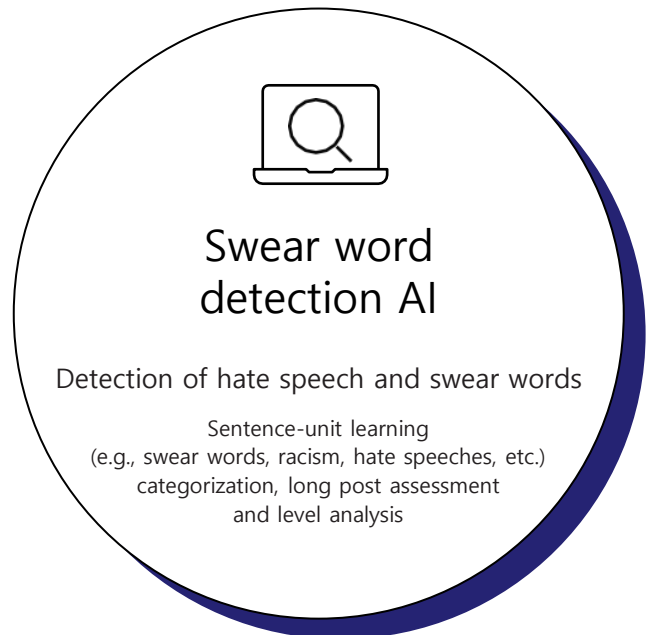 Swear word
detection AI
Detection of hate speech and swear words
Sentence-unit learning
(e.g., swear words, racism, hate speeches, etc.)
categorization, long post assessment
and level analysis